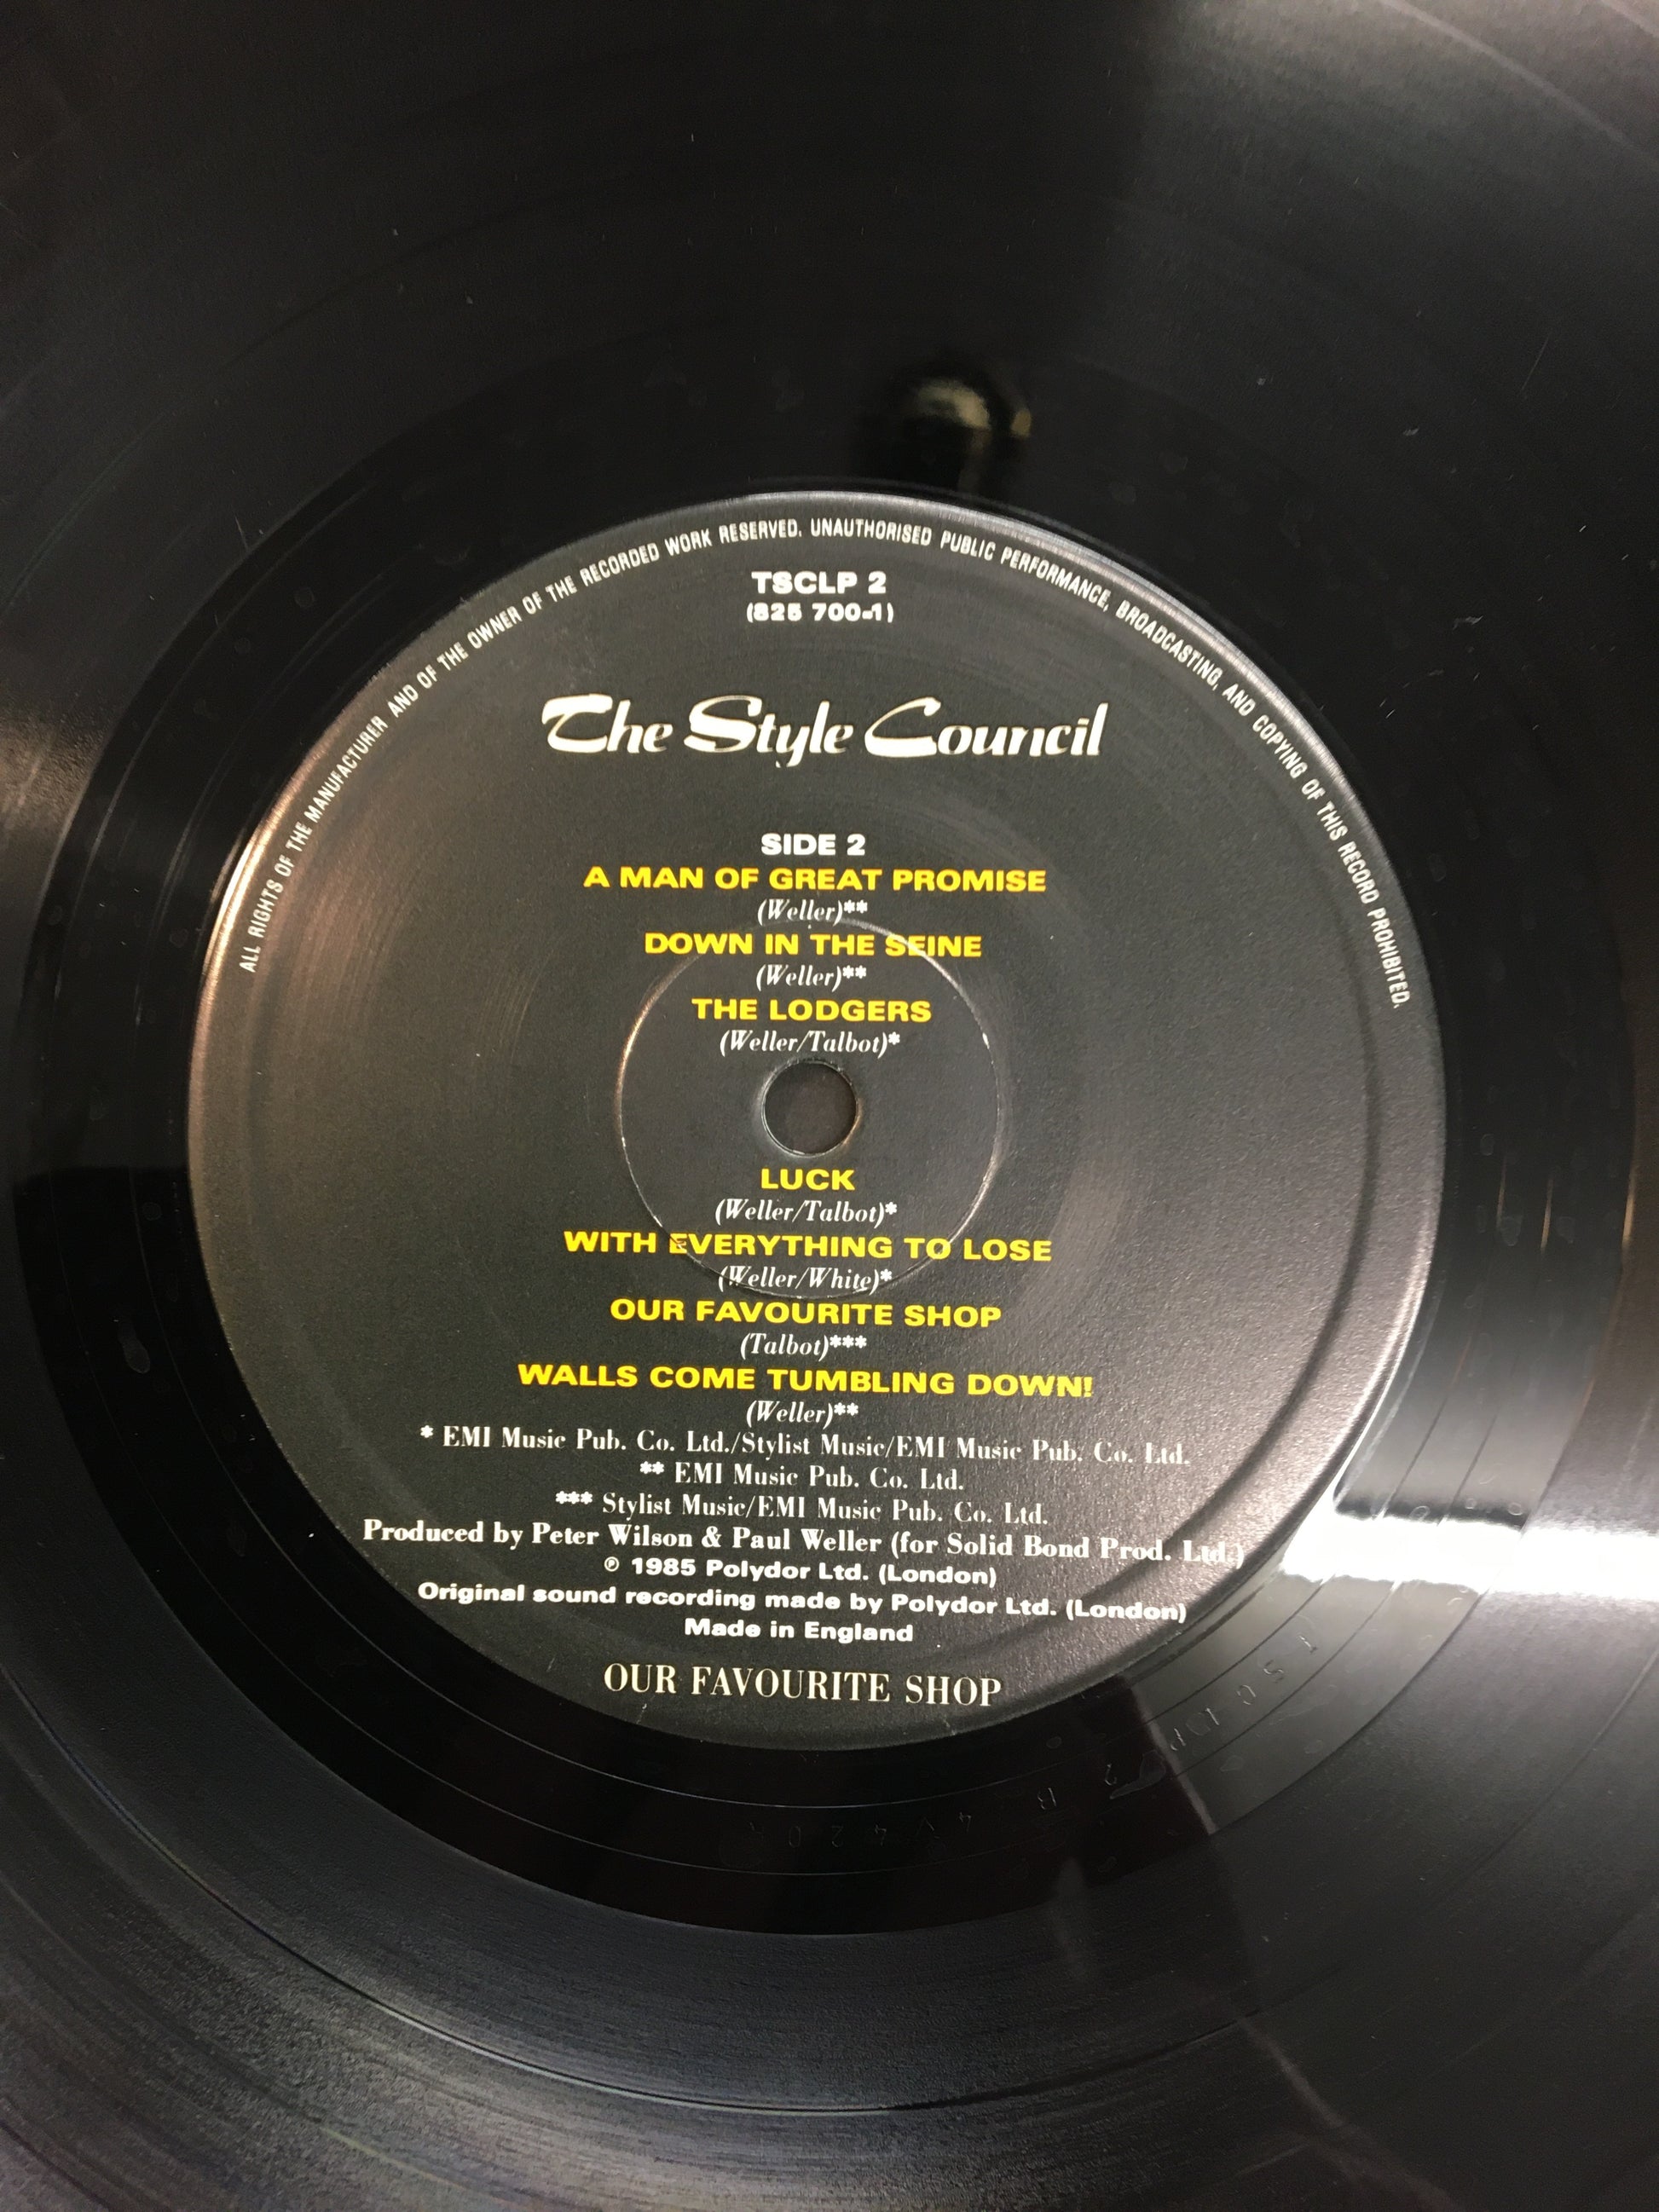 ALL RIGHTS OF THE MANUFACTURER AND OF THE OWNER OF THE RECORDED WORK RESERVED. UNAUTHORISED PUBLIC PERFORMANCE, BROADCASTING, AND COPYING OF THIS RECORD PROHIBITED.
TSCLP 2
(825 700-1)
The Style Council
SIDE 2
A MAN OF GREAT PROMISE
(Weller)**
DOWN IN THE SEINE
(Weller)**
THE LODGERS
(Weller/Talbot)*
LUCK
(Weller/Talbot)*
WITH EVERYTHING TO LOSE
(Weller/White)*
OUR FAVOURITE SHOP
(Talbot)***
WALLS COME TUMBLING DOWN!
(Weller)**
* EMI Music Pub. Co. Ltd./Stylist Music/EMI Music Pub. Co. Ltd.
** EMI Music Pub. Co. Ltd.
*** Stylist Music/EMI Music Pub. Co. Ltd.
Produced by Peter Wilson & Paul Weller (for Solid Bond Prod. Ltd.)
℗ 1985 Polydor Ltd. (London)
Original sound recording made by Polydor Ltd. (London)
Made in England
OUR FAVOURITE SHOP